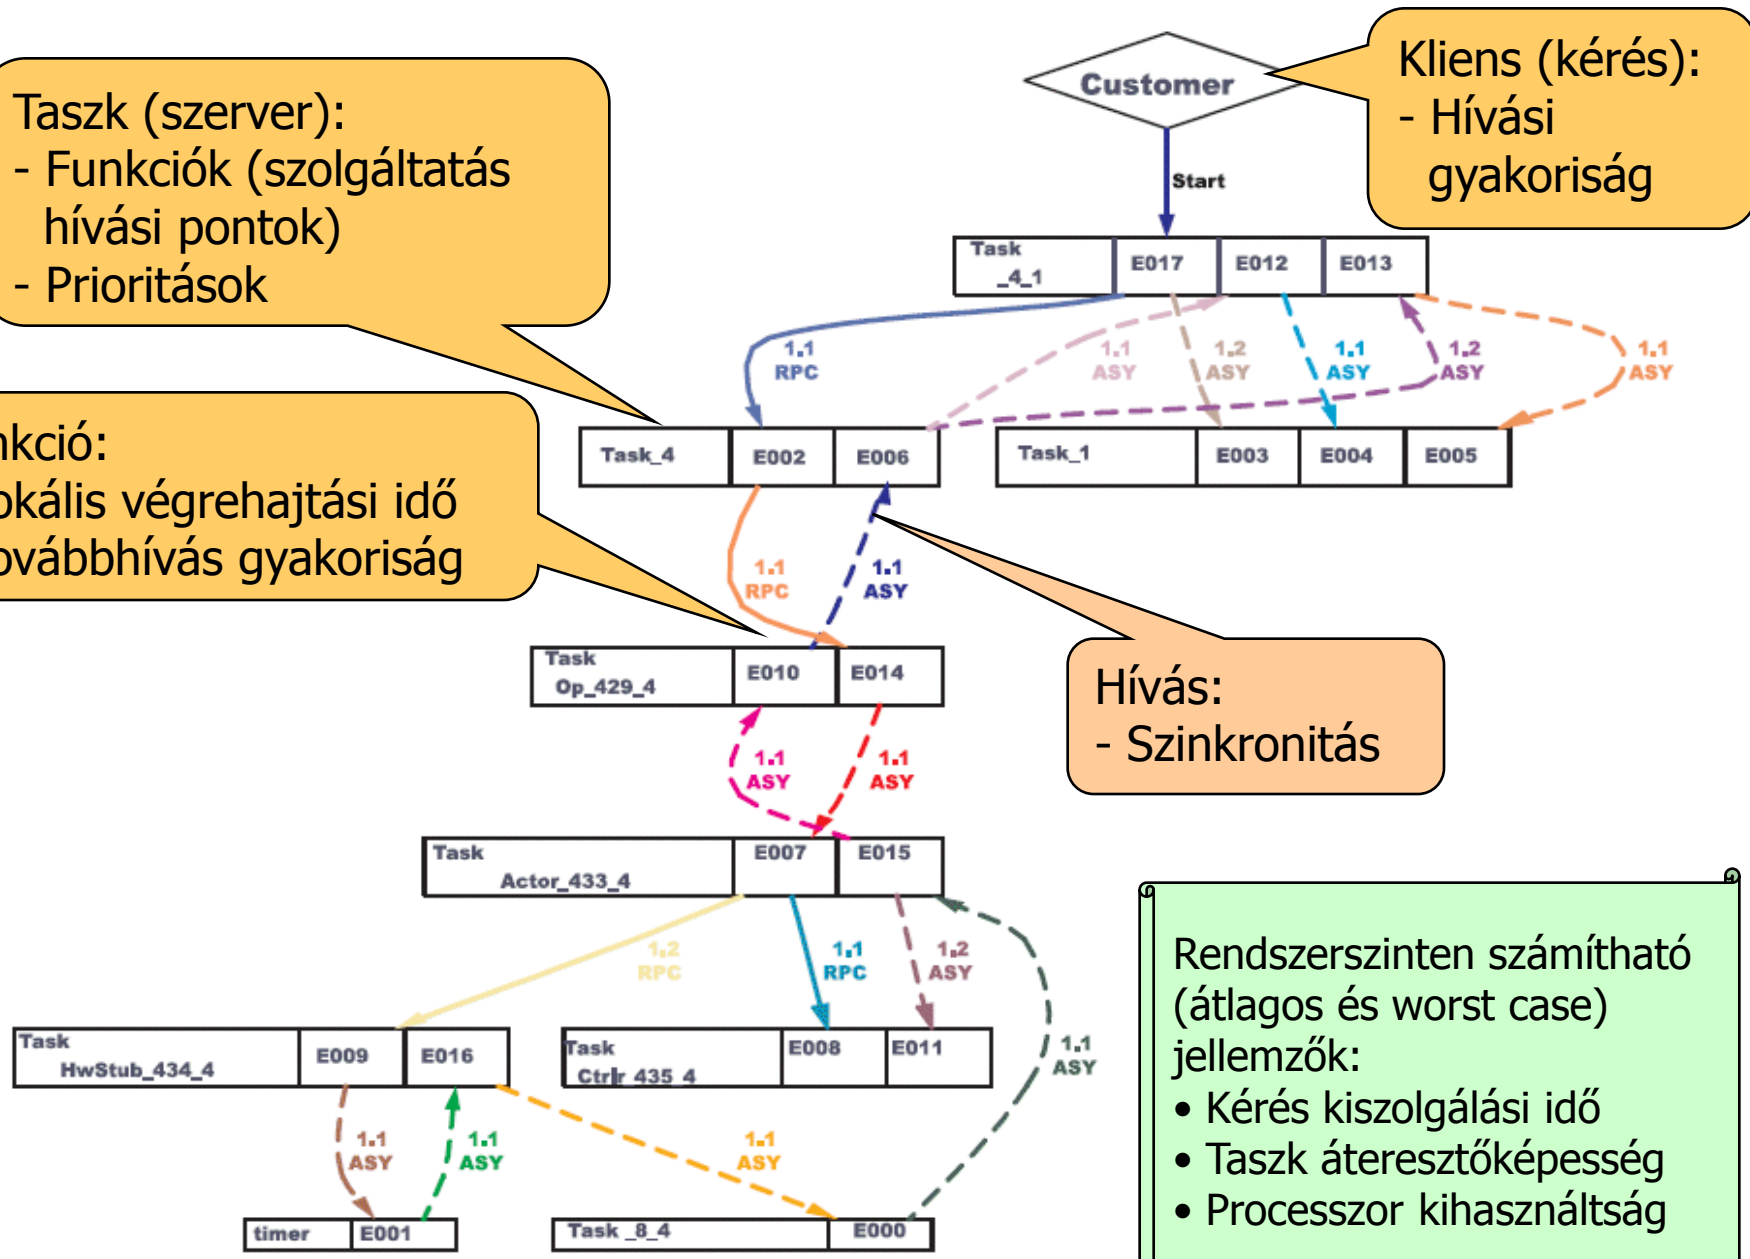 Taszk (szerver):
- Funkciók (szolgáltatás
hívási pontok)
- Prioritások
Customer
Kliens (kérés):
- Hívási
gyakoriság
Start
Task
_4_1
E017
E012
E013
1.1
RPC
1.1
ASY
1.2
ASY
1.1
ASY
1.2
ASY
1.1
ASY
nkció:
okális végrehajtási idő
ovábbhívás gyakoriság
Task_4
E002
E006
Task_1
E003
E004
E005
1.1
RPC
1.1
ASY
Hívás:
- Szinkronitás
Task
Op_429_4
E010
E014
1.1
ASY
1.1
ASY
Task
Actor_433_4
E007
E015
1.2
RPC
1.1
RPC
1.2
ASY
1.1
ASY
Task
HwStub_434_4
E009
E016
Task
Ctrlr_435_4
E008
E011
1.1
ASY
1.1
ASY
1.1
ASY
timer
E001
Task _8_4
E000
Rendszerszinten számítható
(átlagos és worst case)
jellemzők:
• Kérés kiszolgálási idő
• Taszk áteresztőképesség
• Processzor kihasználtság